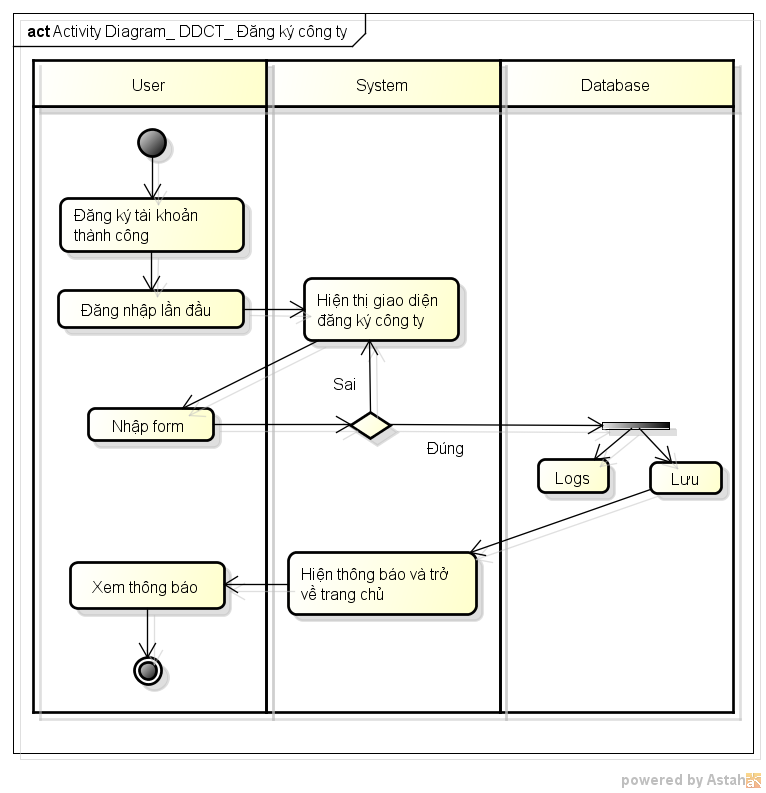 act Activity Diagram_ DDCT_ Đăng ký công ty
User
System
Database
Đăng ký tài khoản
thành công
Đăng nhập lần đầu
Hiện thị giao diện
đăng ký công ty
Sai
Nhập form
Đúng
Logs
Lưu
Hiện thông báo và trở
về trang chủ
Xem thông báo
powered by Astah